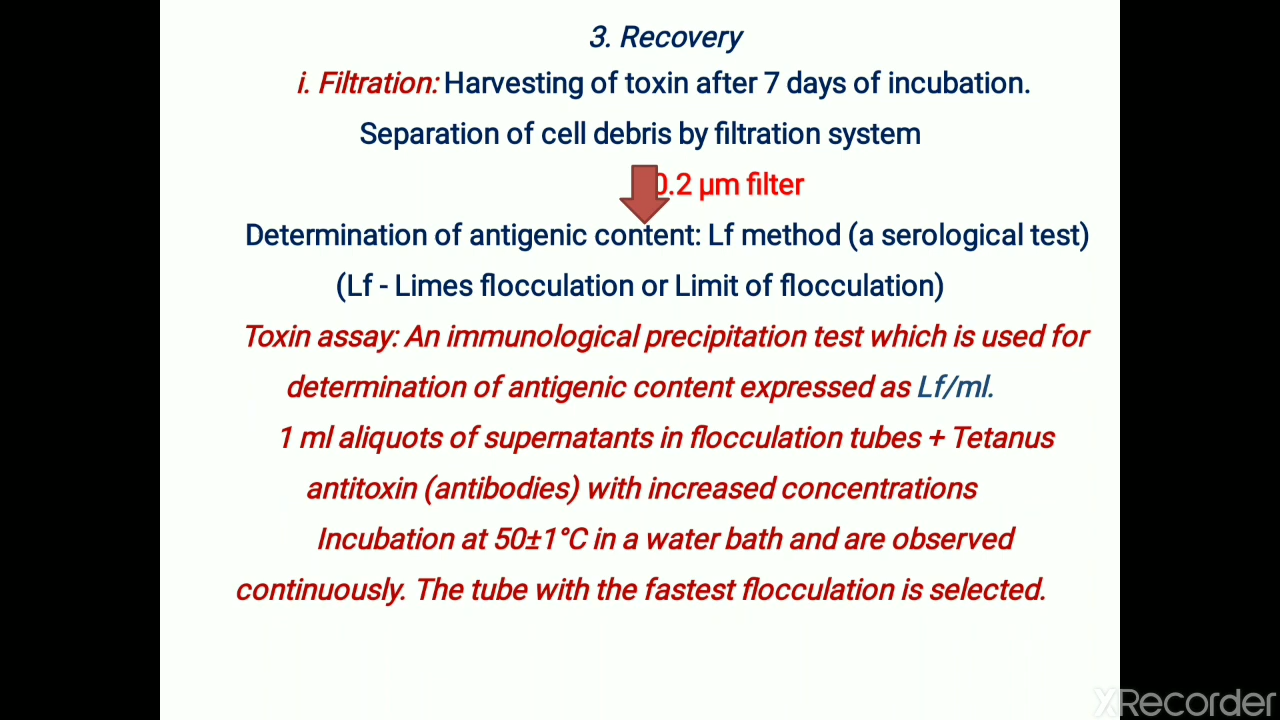 3. Recovery
i. Filtration: Harvesting of toxin after 7 days of incubation.
Separation of cell debris by filtration system
0.2 µm filter
Determination of antigenic content: Lf method (a serological test)
(Lf - Limes flocculation or Limit of flocculation)
Toxin assay: An immunological precipitation test which is used for
determination of antigenic content expressed as Lf/ml.
1 ml aliquots of supernatants in flocculation tubes + Tetanus
antitoxin (antibodies) with increased concentrations
Incubation at 50±1°C in a water bath and are observed
continuously. The tube with the fastest flocculation is selected.
XRecorder